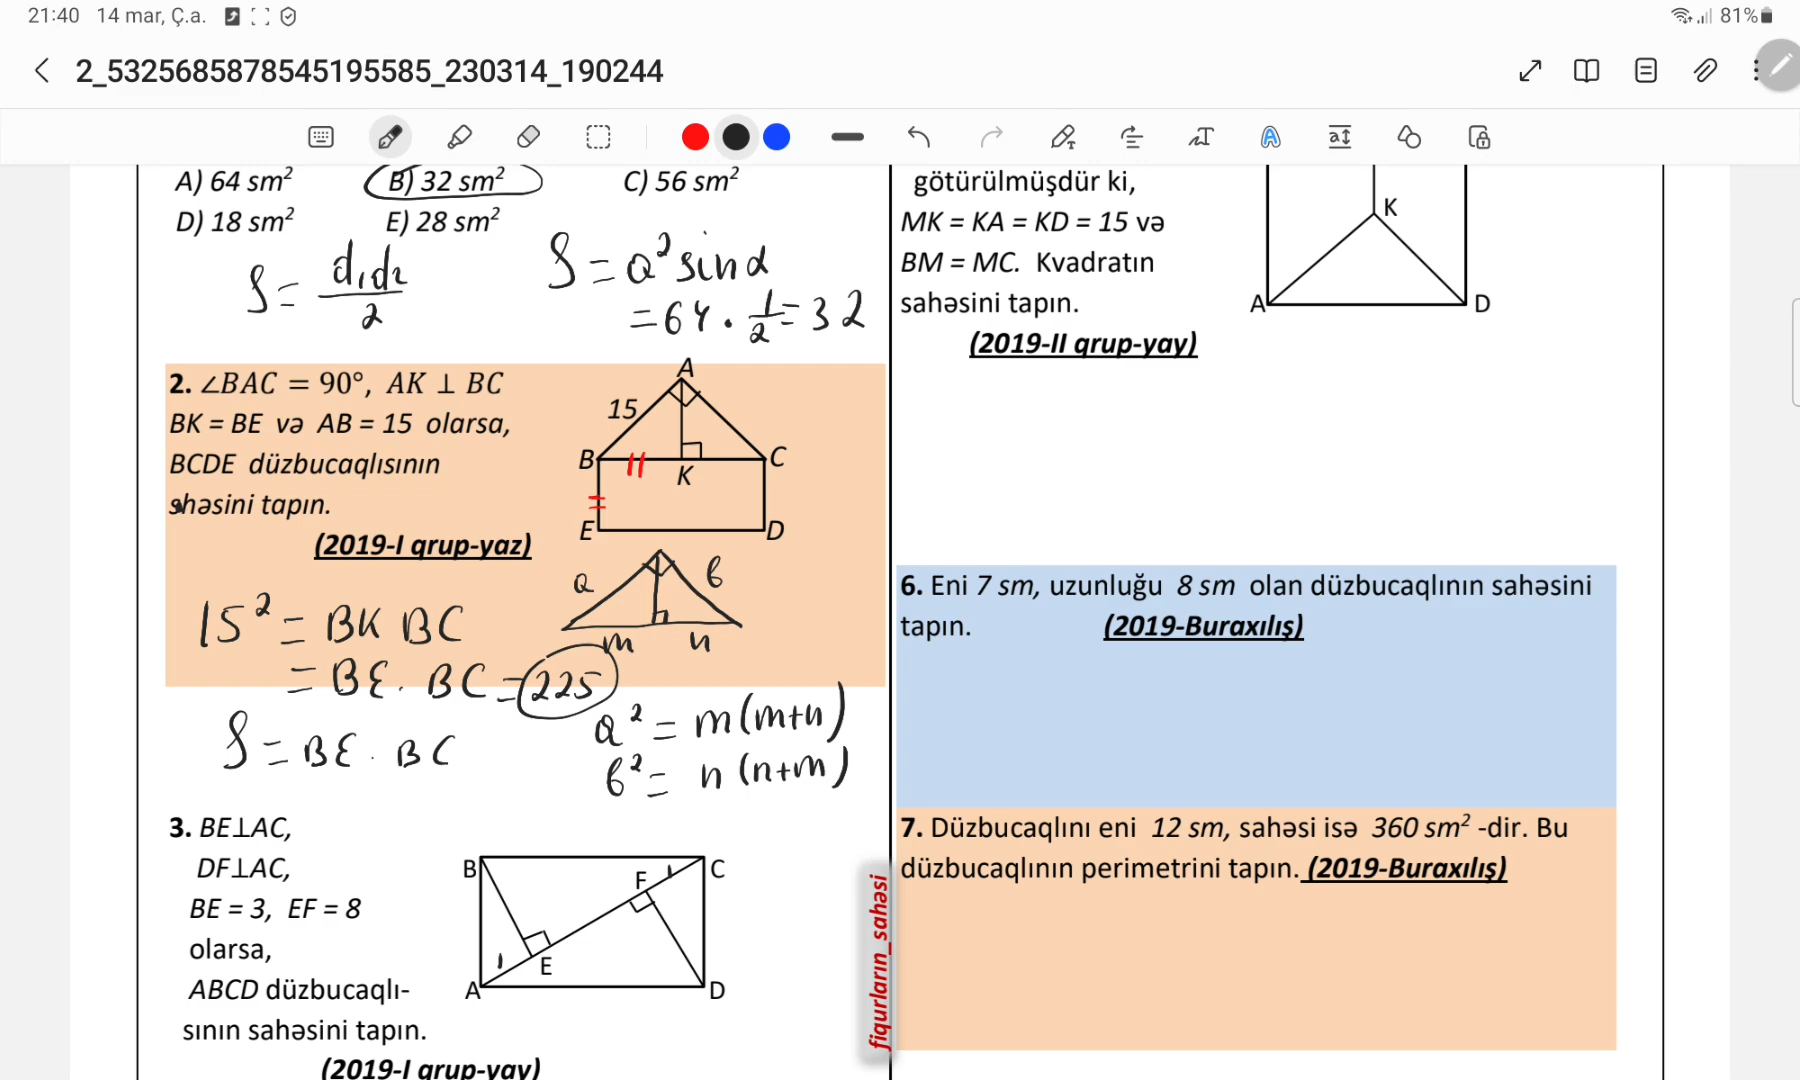 21:40 14 mar, Ç.a.
81%
2_5325685878545195585_230314_190244
A) 64 sm² B) 32 sm² C) 56 sm²
D) 18 sm² E) 28 sm²
S = d₁d₂/2
S = a² sin α
= 64 · 1/2 = 32
2. ∠BAC = 90°, AK ⊥ BC
BK = BE və AB = 15 olarsa,
BCDE düzbucaqlısının
shəsini tapın.
(2019-I qrup-yaz)
A
15
B
K
C
E
D
a
b
m
n
15² = BK BC
= BE · BC = 225
S = BE · BC
a² = m(m+n)
b² = n(n+m)
3. BE⊥AC,
DF⊥AC,
BE = 3, EF = 8
olarsa,
ABCD düzbucaqlı-
sının sahəsini tapın.
(2019-I qrup-yay)
B
C
F
E
A
D
götürülmüşdür ki,
MK = KA = KD = 15 və
BM = MC. Kvadratın
sahəsini tapın.
(2019-II qrup-yay)
K
A
D
6. Eni 7 sm, uzunluğu 8 sm olan düzbucaqlının sahəsini
tapın. (2019-Buraxılış)
7. Düzbucaqlını eni 12 sm, sahəsi isə 360 sm² -dir. Bu
düzbucaqlının perimetrini tapın. (2019-Buraxılış)
fiqurların_sahəsi